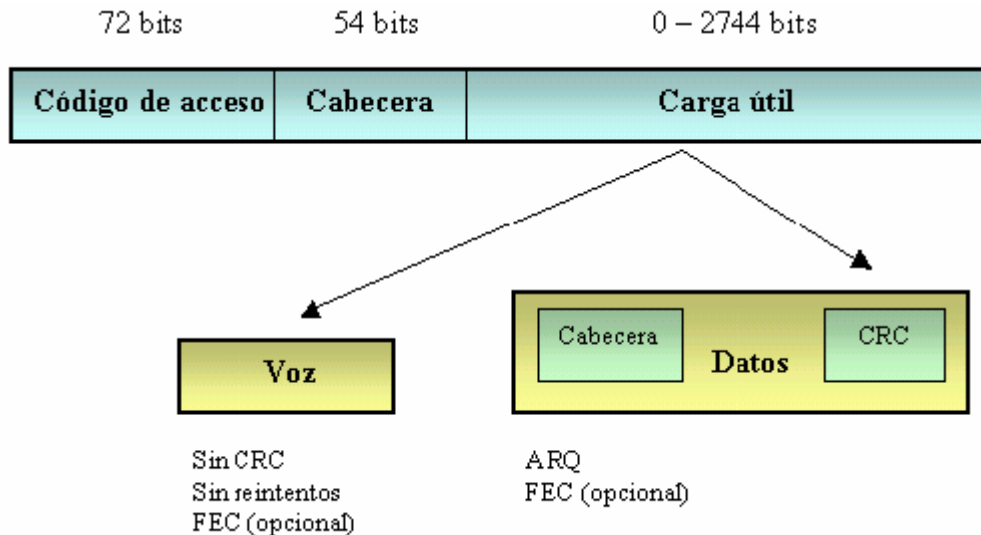 72 bits 54 bits 0 – 2744 bits
Código de acceso Cabecera Carga útil
Voz
Cabecera Datos CRC
Sin CRC
Sin reintentos
FEC (opcional)
ARQ
FEC (opcional)